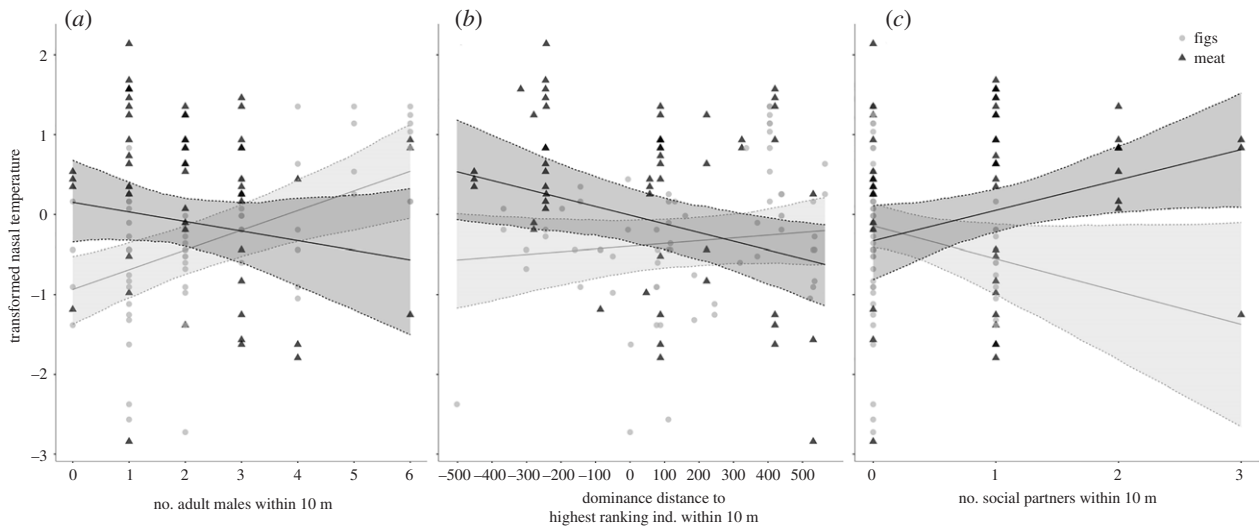 (a)
(b)
(c)
figs
meat
transformed nasal temperature
2
1
0
–1
–2
–3
0 1 2 3 4 5 6
–500 –400 –300 –200 –100 0 100 200 300 400 500
0 1 2 3
no. adult males within 10 m
dominance distance to
highest ranking ind. within 10 m
no. social partners within 10 m